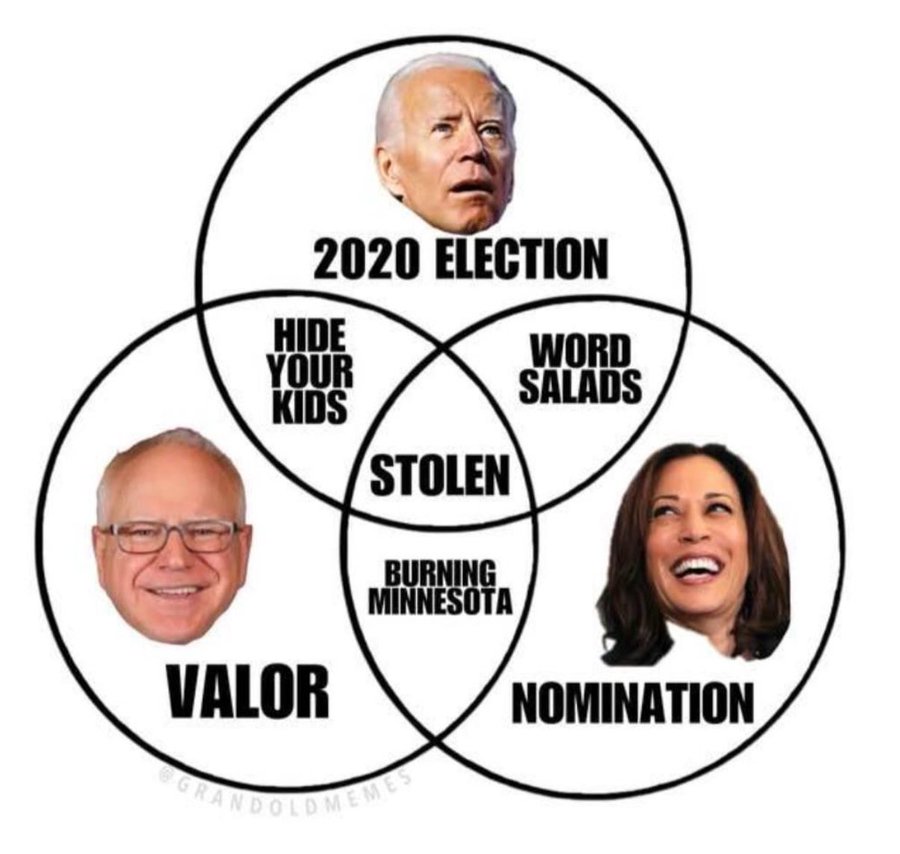 2020 ELECTION
HIDE
YOUR
KIDS
WORD
SALADS
STOLEN
BURNING
MINNESOTA
VALOR
NOMINATION
@GRANDOLDMEMES